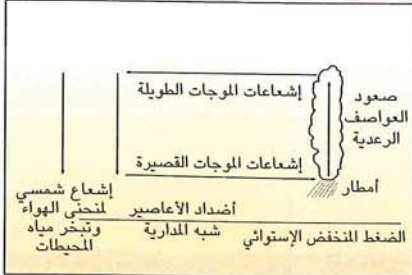 إشعاعات الموجات الطويلة
صعود
العواصف
الرعدية
إشعاعات الموجات القصيرة
أمطار
إشعاع شمسي
لمنحنى الهواء
وتبخر مياه
المحيطات
أضداد الأعاصير
شبه المدارية
الضغط المنخفض الإستوائي